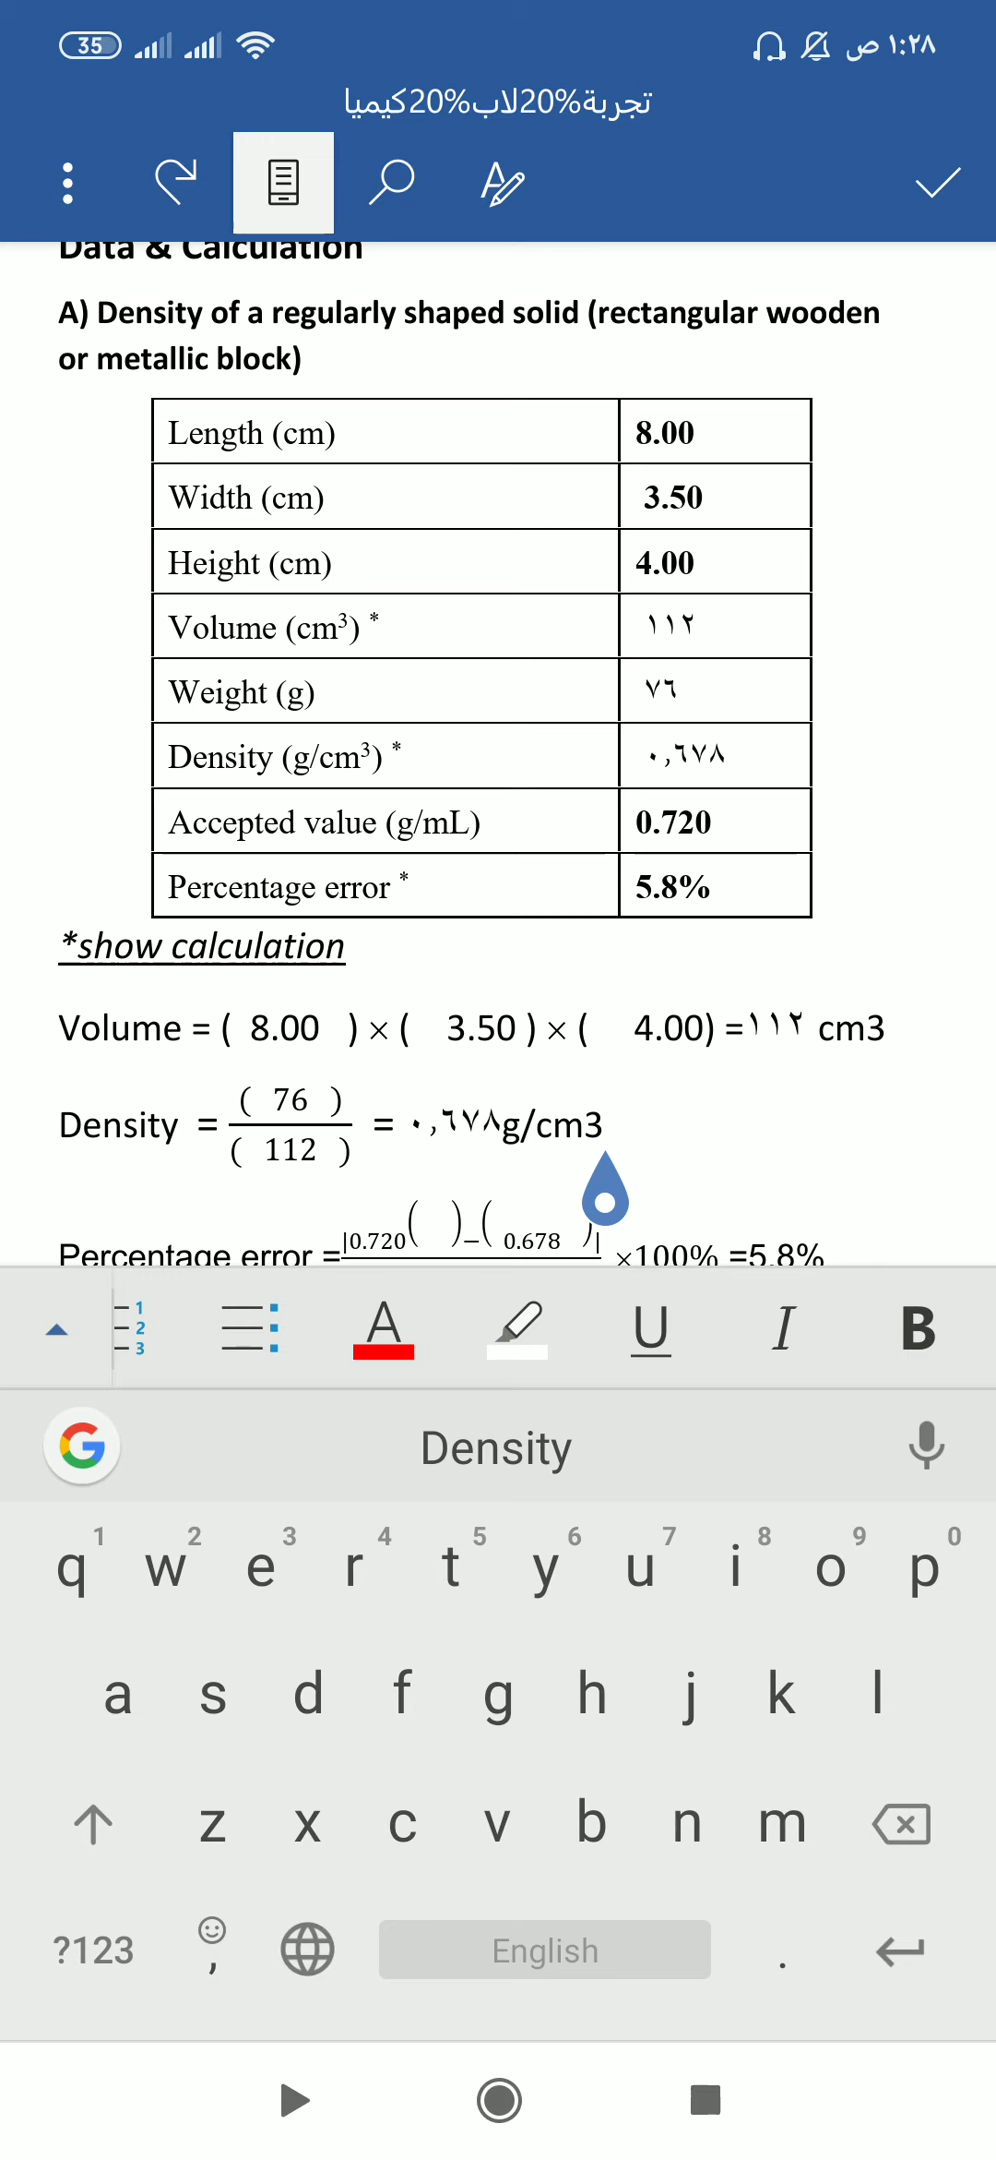 35
١:٢٨ ص
تجربة%20لاب%20كيميا
Data & Calculation
A) Density of a regularly shaped solid (rectangular wooden
or metallic block)
Length (cm) 8.00
Width (cm) 3.50
Height (cm) 4.00
Volume (cm³) * ١١٢
Weight (g) ٧٦
Density (g/cm³) * ٠,٦٧٨
Accepted value (g/mL) 0.720
Percentage error * 5.8%
*show calculation
Volume = ( 8.00 ) × ( 3.50 ) × ( 4.00) =١١٢ cm3
Density = ( 76 ) / ( 112 ) = ٠,٦٧٨g/cm3
Percentage error = |0.720( )−( 0.678 )| ×100% =5.8%
1
2
3
A U I B
G Density
1 2 3 4 5 6 7 8 9 0
q w e r t y u i o p
a s d f g h j k l
z x c v b n m
?123 , English .